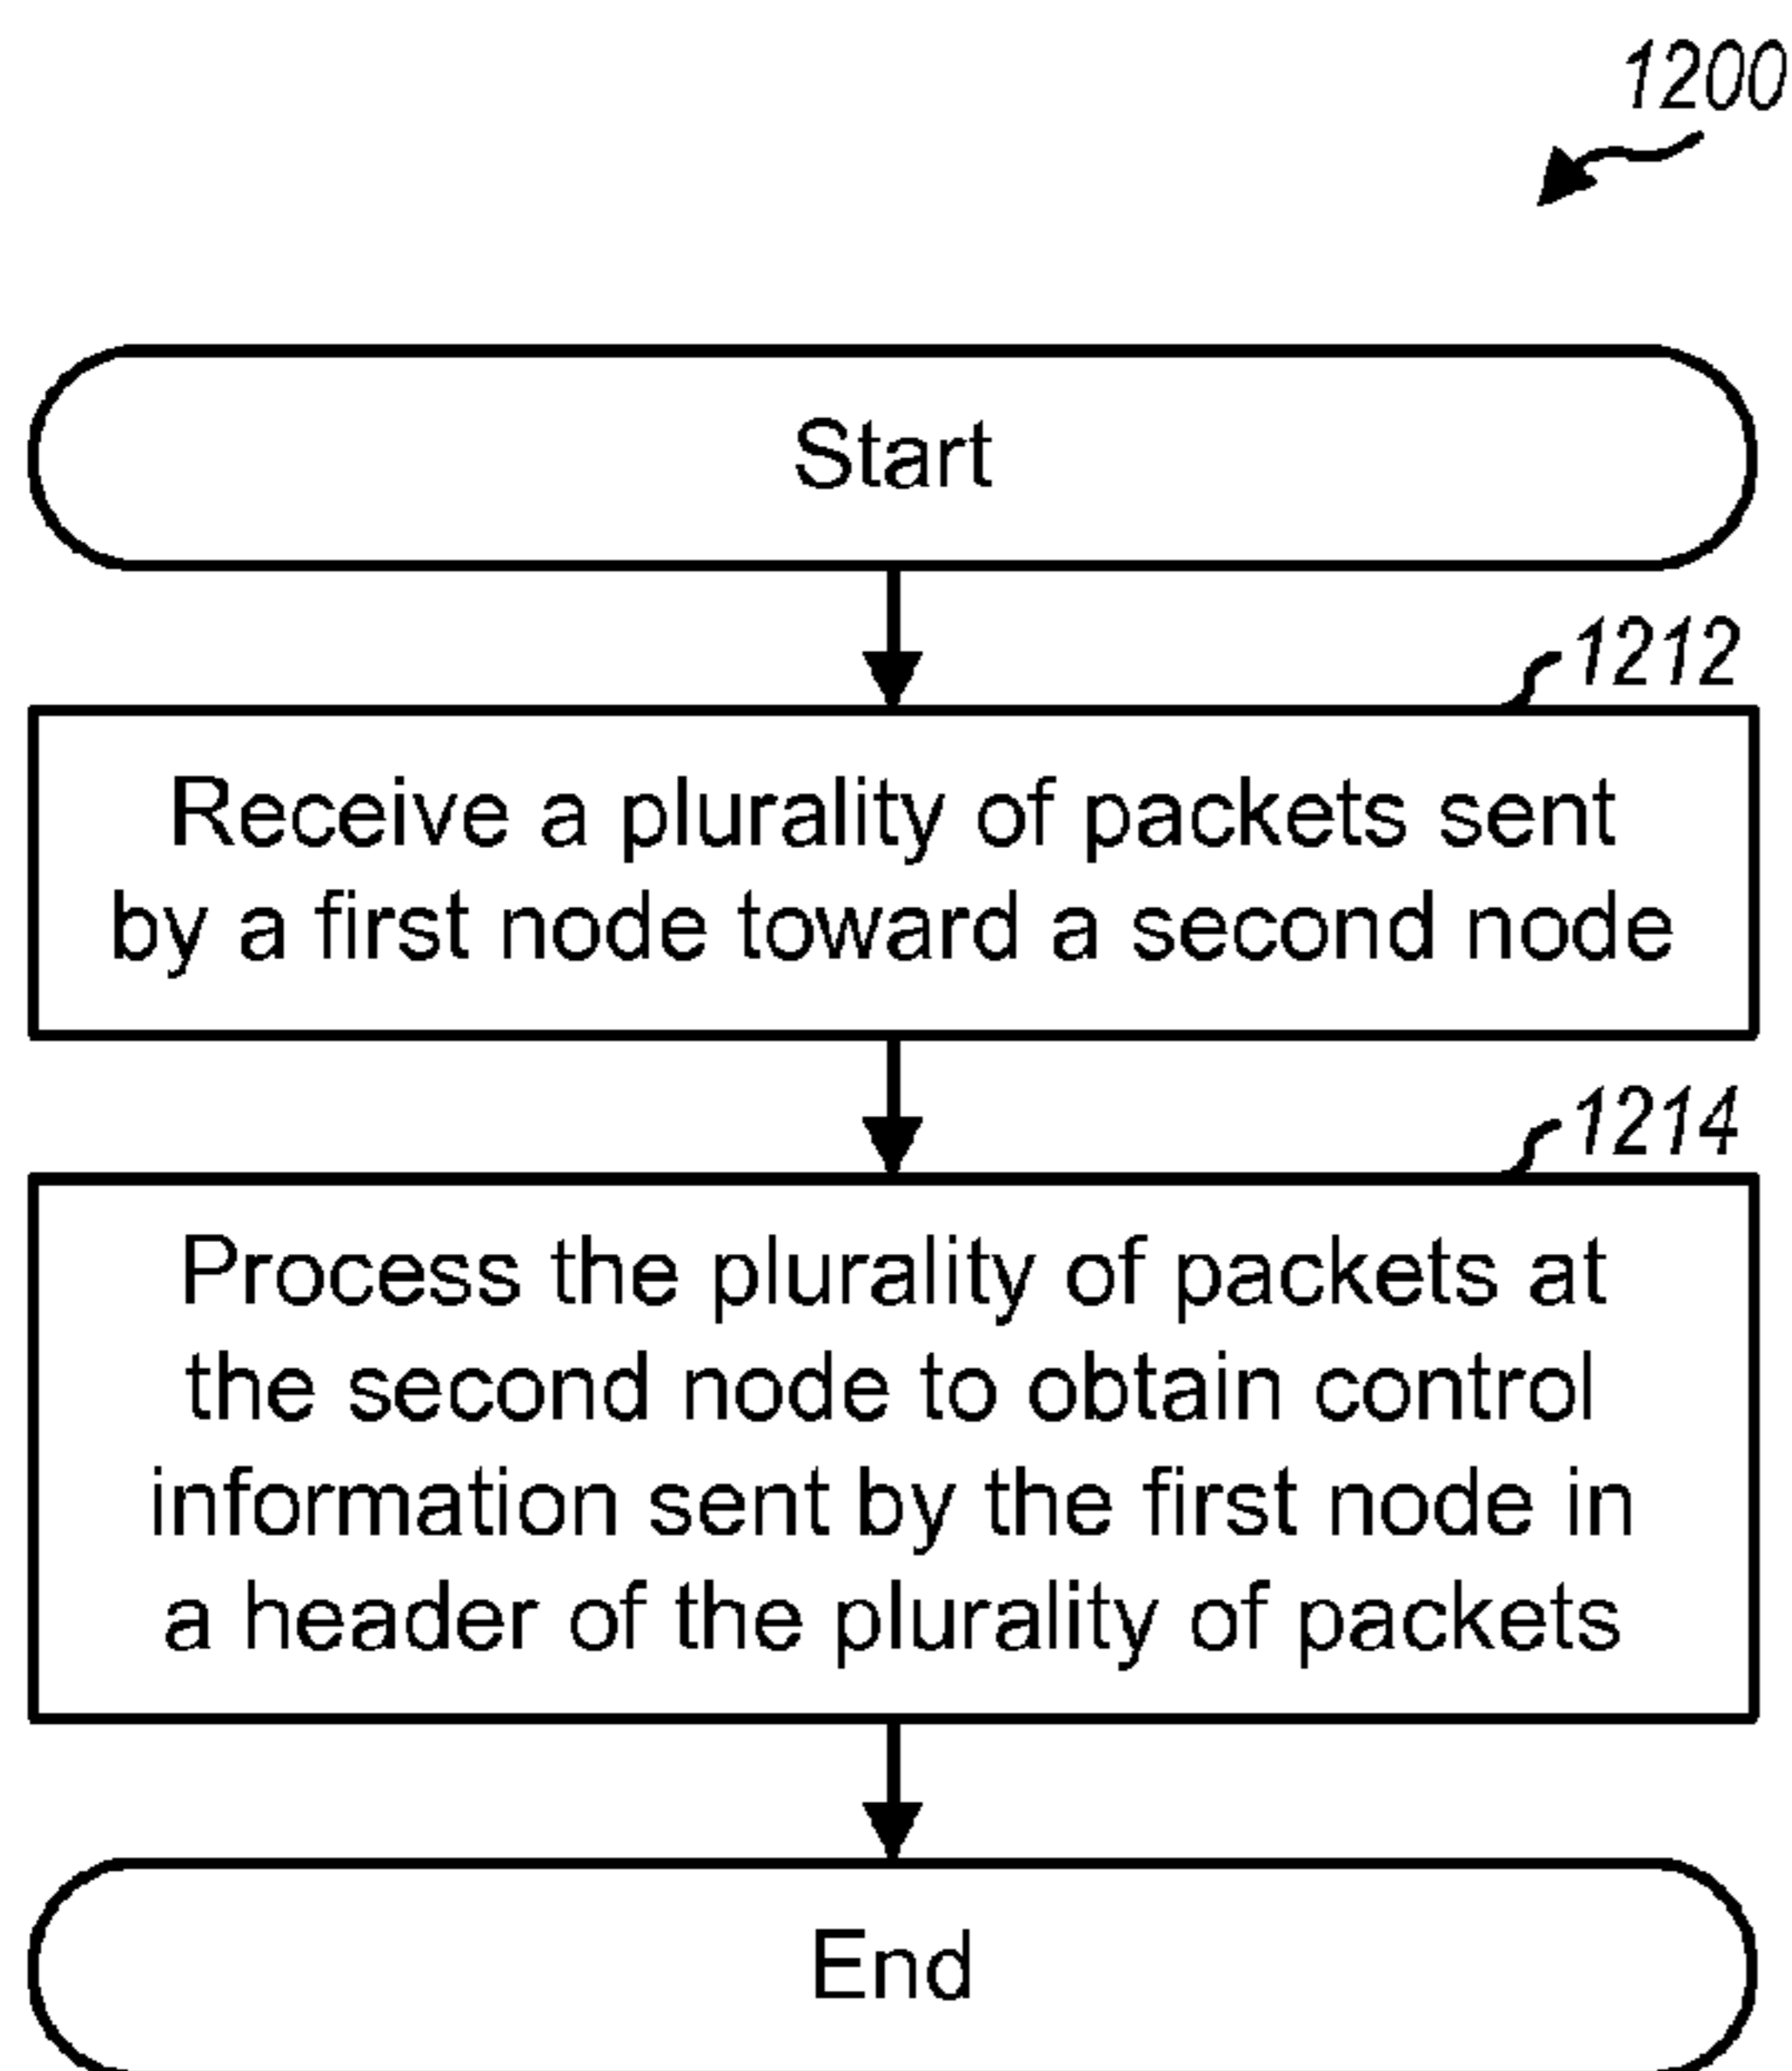 1200
Start
1212
Receive a plurality of packets sent
by a first node toward a second node
1214
Process the plurality of packets at
the second node to obtain control
information sent by the first node in
a header of the plurality of packets
End